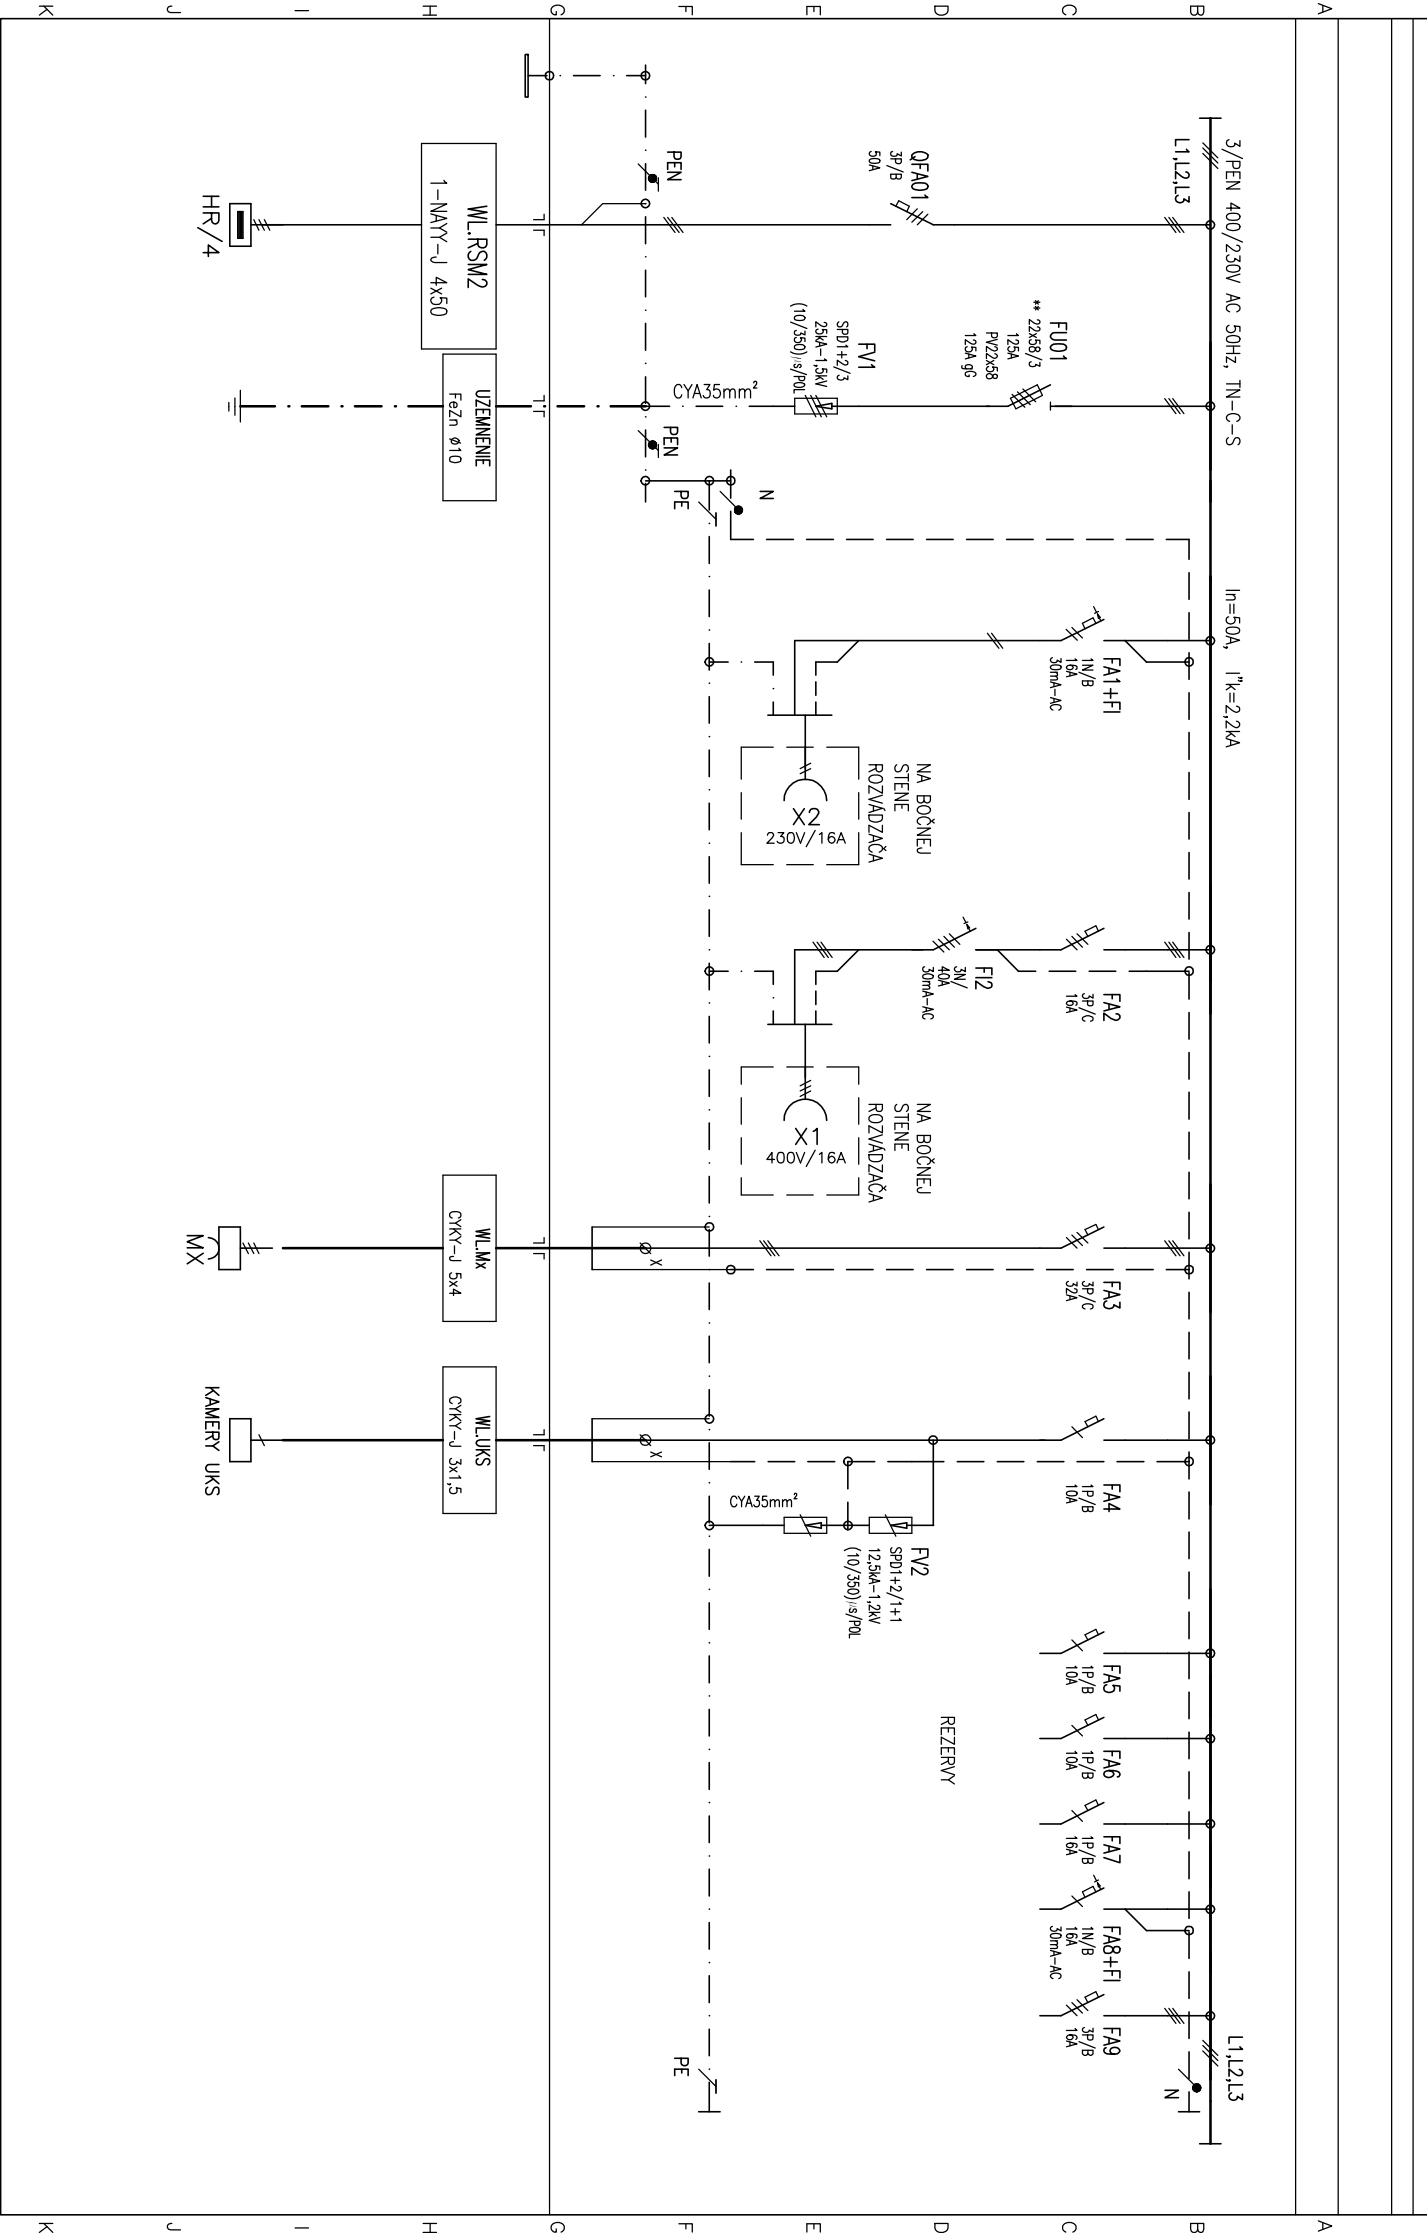 A
B
C
D
E
F
G
H
I
J
K
3/PEN 400/230V AC 50Hz, TN-C-S
L1,L2,L3
In=50A, I"k=2,2kA
L1,L2,L3
N
QFA01
3P/B
50A
PEN
WL.RSM2
1-NAYY-J 4x50
HR/4
FU01
** 22x58/3
125A
PV22x58
125A gG
FV1
SPD1+2/3
25kA-1,5kV
(10/350)µs/POL
CYA35mm²
PEN
UZEMNENIE
FeZn ø10
N
PE
FA1+FI
1N/B
16A
30mA-AC
NA BOČNEJ
STENE
ROZVÁDZAČA
X2
230V/16A
FA2
3P/C
16A
FI2
3N/
40A
30mA-AC
NA BOČNEJ
STENE
ROZVÁDZAČA
X1
400V/16A
FA3
3P/C
32A
X
WL.Mx
CYKY-J 5x4
MX
FA4
1P/B
10A
FV2
SPD1+2/1+1
12,5kA-1,2kV
(10/350)µs/POL
CYA35mm²
X
WL.UKS
CYKY-J 3x1,5
KAMERY UKS
FA5
1P/B
10A
FA6
1P/B
10A
FA7
1P/B
16A
FA8+FI
1N/B
16A
30mA-AC
FA9
3P/B
16A
REZERVY
PE
A
B
C
D
E
F
G
H
I
J
K